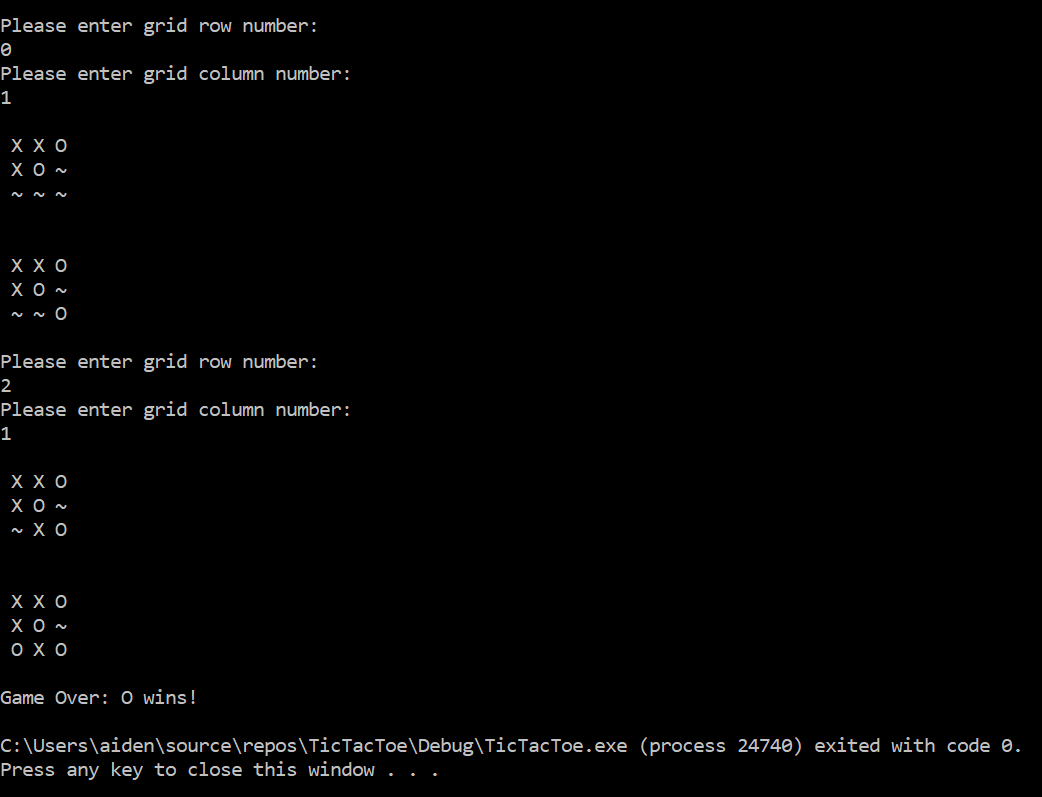 Please enter grid row number:
0
Please enter grid column number:
1
X X O
X O ~
~ ~ ~
X X O
X O ~
~ ~ O
Please enter grid row number:
2
Please enter grid column number:
1
X X O
X O ~
~ X O
X X O
X O ~
O X O
Game Over: O wins!
C:\Users\aiden\source\repos\TicTacToe\Debug\TicTacToe.exe (process 24740) exited with code 0.
Press any key to close this window . . .